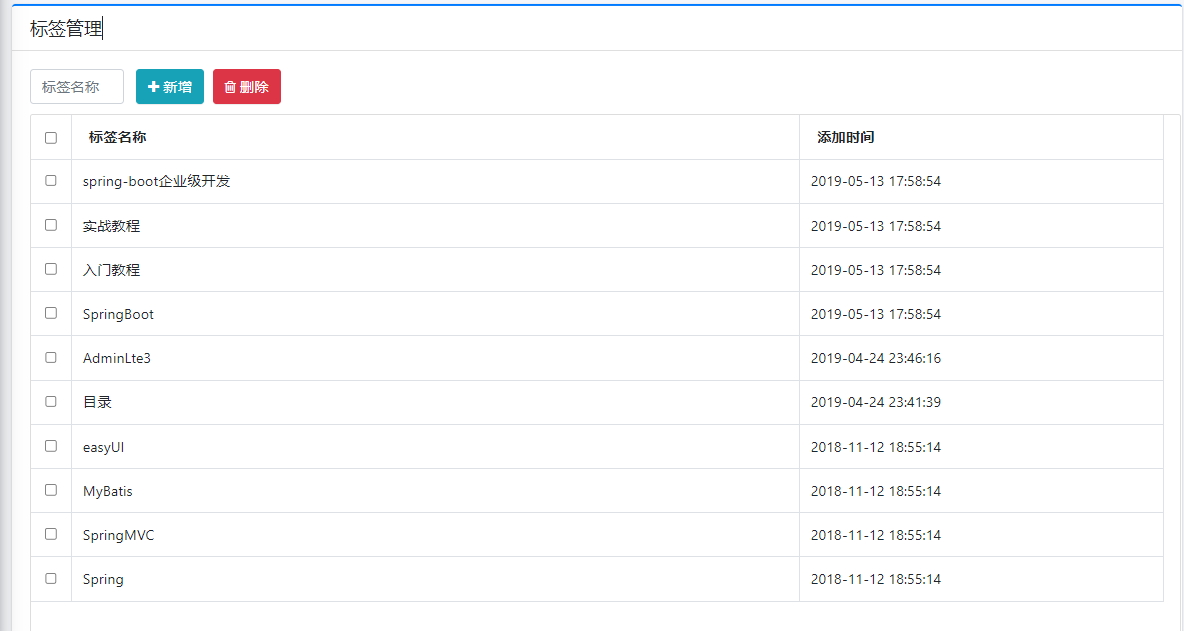 标签管理
标签名称 新增 删除
标签名称 添加时间
spring-boot企业级开发 2019-05-13 17:58:54
实战教程 2019-05-13 17:58:54
入门教程 2019-05-13 17:58:54
SpringBoot 2019-05-13 17:58:54
AdminLte3 2019-04-24 23:46:16
目录 2019-04-24 23:41:39
easyUI 2018-11-12 18:55:14
MyBatis 2018-11-12 18:55:14
SpringMVC 2018-11-12 18:55:14
Spring 2018-11-12 18:55:14